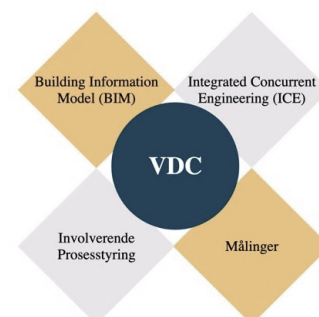 Building Information
Model (BIM)
Integrated Concurrent
Engineering (ICE)
VDC
Involverende
Prosesstyring
Målinger